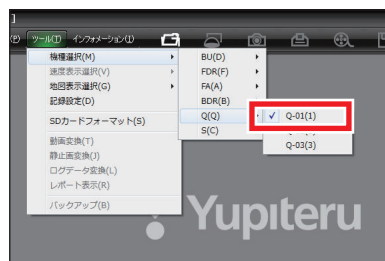 ]
(P) ツール(T) インフォメーション(I)
機種選択(M)
速度表示選択(V)
地図表示選択(G)
記録設定(D)
SDカードフォーマット(S)
動画変換(T)
静止画変換(J)
ログデータ変換(L)
レポート表示(R)
バックアップ(B)
BU(D)
FDR(F)
FA(A)
BDR(B)
Q(Q)
S(C)
✓ Q-01(1)
Q-03(3)
Yupiteru